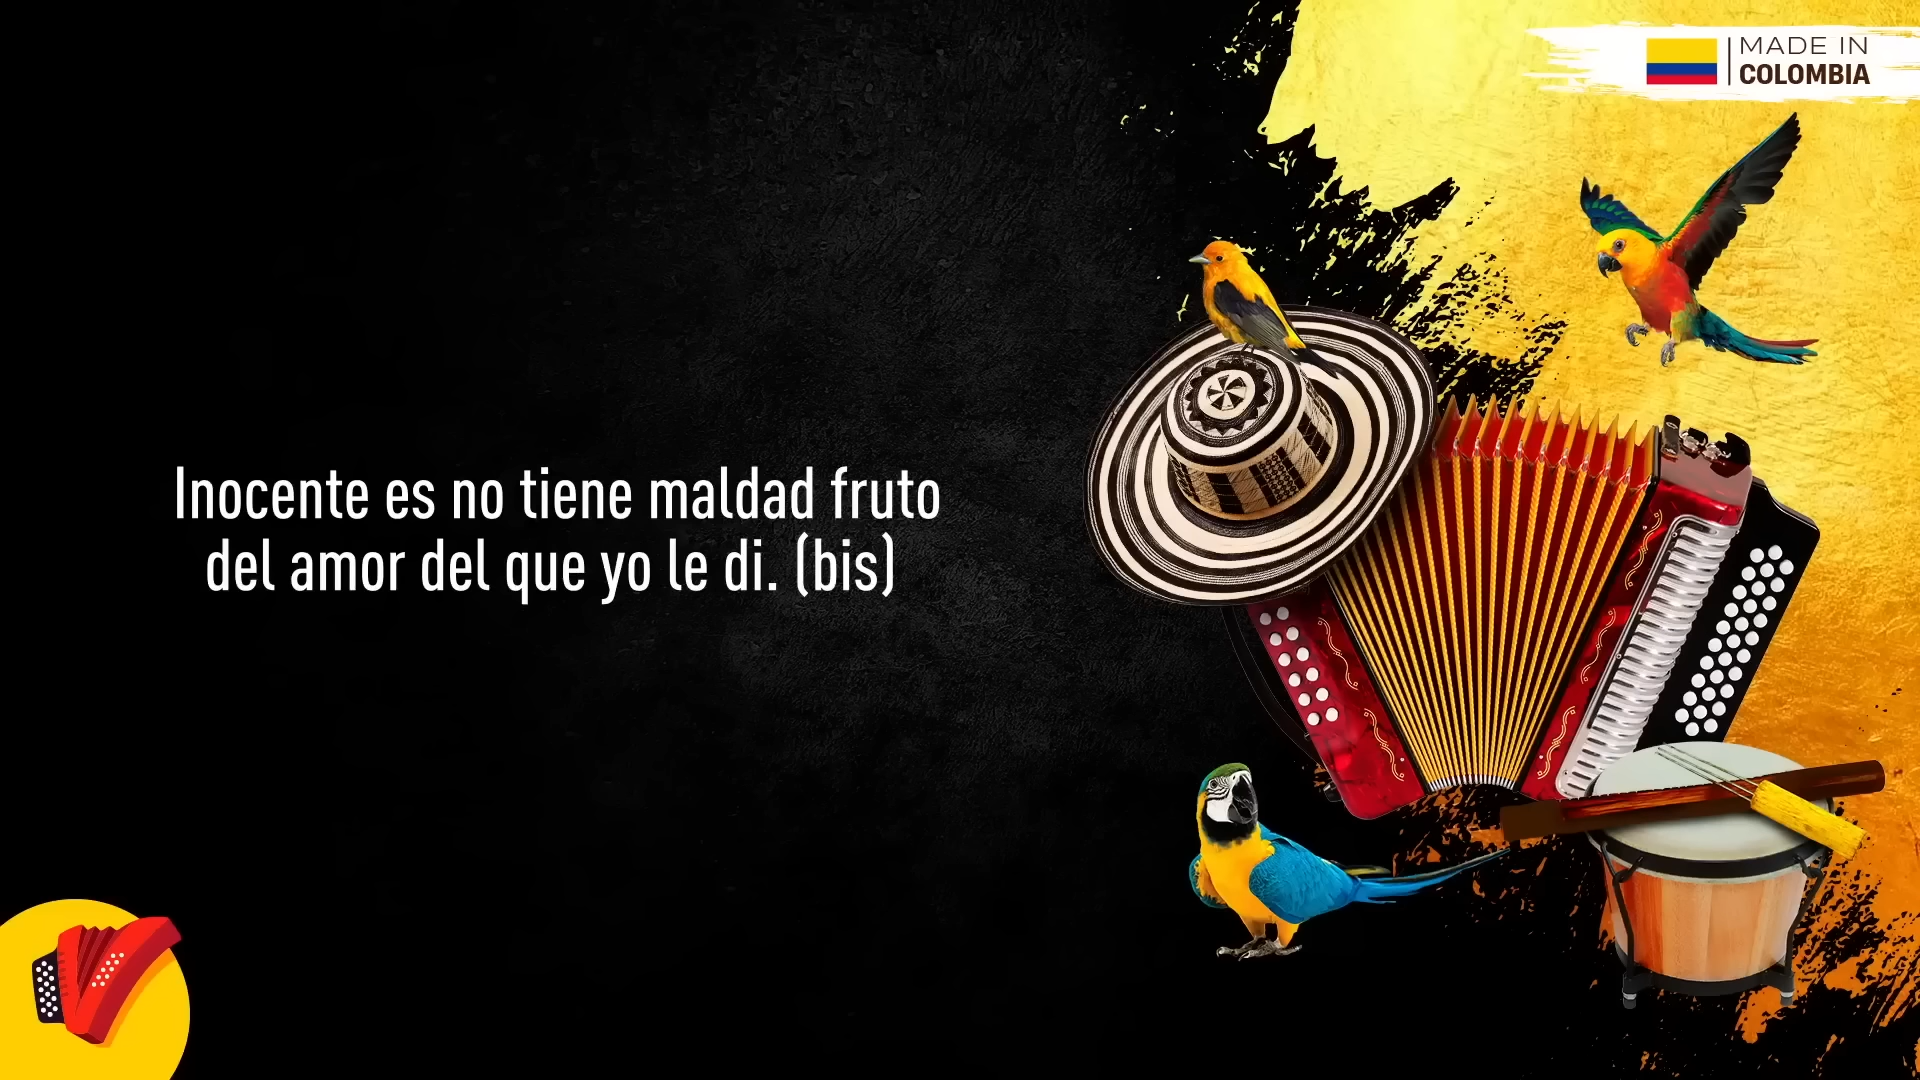 MADE IN
COLOMBIA
Inocente es no tiene maldad fruto
del amor del que yo le di. (bis)